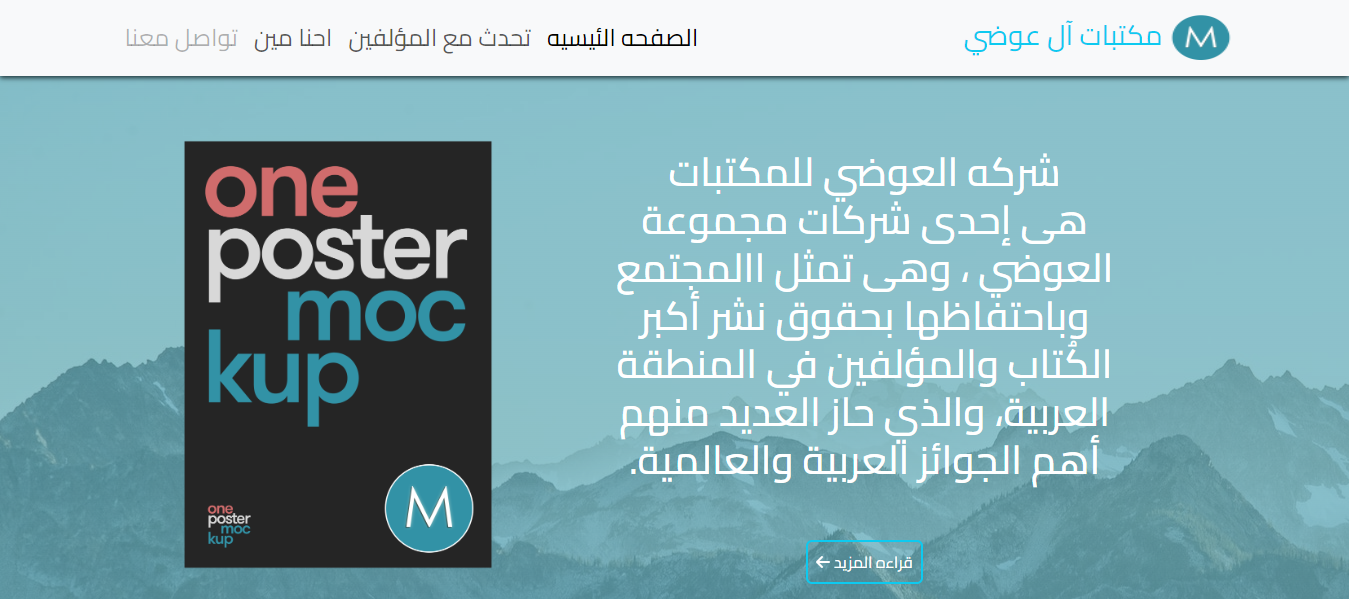 M
مكتبات آل عوضي
الصفحه الئيسيه
تحدث مع المؤلفين
احنا مين
تواصل معنا
شركه العوضي للمكتبات
هى إحدى شركات مجموعة
العوضي ، وهى تمثل االمجتمع
وباحتفاظها بحقوق نشر أكبر
الكُتاب والمؤلفين في المنطقة
العربية، والذي حاز العديد منهم
أهم الجوائز العربية والعالمية.
قراءه المزيد ←
one
poster
moc
kup
one
poster
moc
kup
M